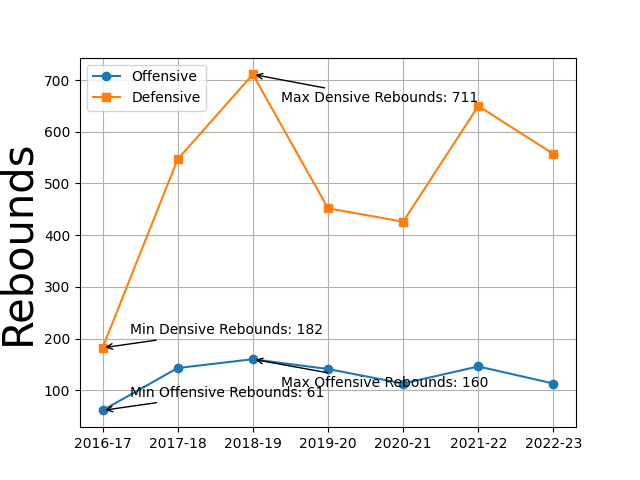 Offensive
Defensive
Max Densive Rebounds: 711
Min Densive Rebounds: 182
Max Offensive Rebounds: 160
Min Offensive Rebounds: 61
Rebounds
700
600
500
400
300
200
100
2016-17 2017-18 2018-19 2019-20 2020-21 2021-22 2022-23